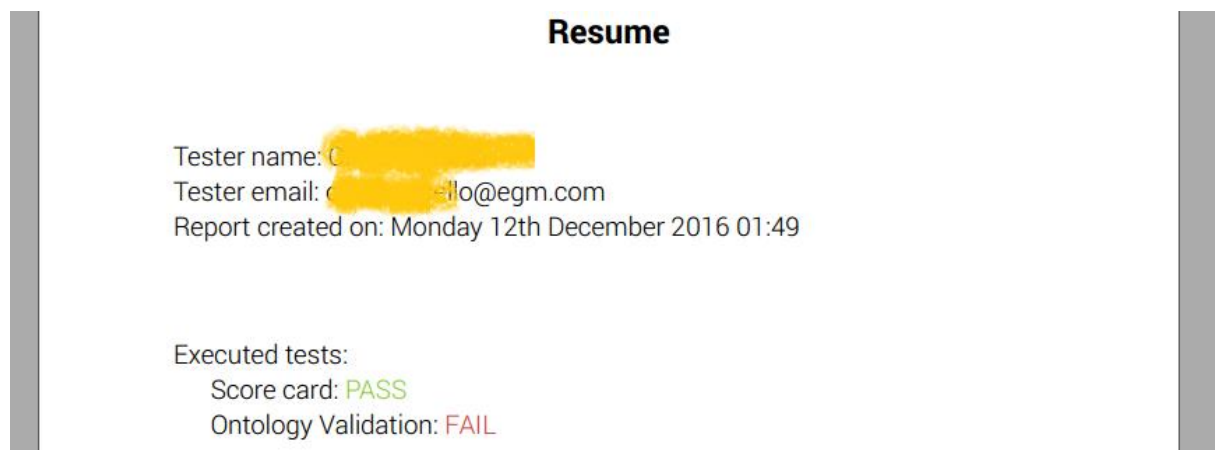 Resume
Tester name:
Tester email: lo@egm.com
Report created on: Monday 12th December 2016 01:49
Executed tests:
Score card: PASS
Ontology Validation: FAIL